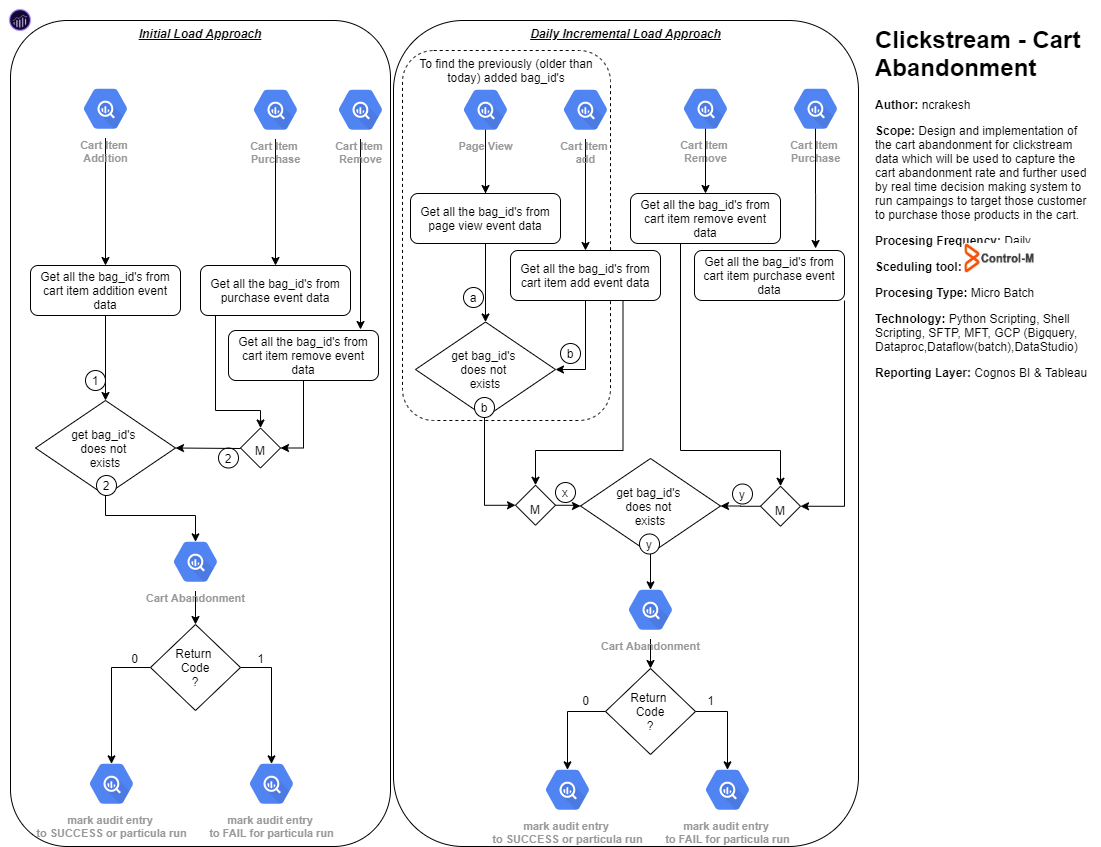 Initial Load Approach
Cart Item
Addition
Cart Item
Purchase
Cart Item
Remove
Get all the bag_id's from
cart item addition event
data
Get all the bag_id's from
purchase event data
Get all the bag_id's from
cart item remove event
data
1
get bag_id's
does not
exists
2
M
2
Cart Abandonment
Return
Code
?
0
1
mark audit entry
to SUCCESS or particula run
mark audit entry
to FAIL for particula run
Daily Incremental Load Approach
To find the previously (older than
today) added bag_id's
Page View
Cart Item
add
Cart Item
Remove
Cart Item
Purchase
Get all the bag_id's from
page view event data
Get all the bag_id's from
cart item remove event
data
Get all the bag_id's from
cart item add event data
Get all the bag_id's from
cart item purchase event
data
a
get bag_id's
does not
exists
b
b
M
x
get bag_id's
does not
exists
y
M
y
Cart Abandonment
Return
Code
?
0
1
mark audit entry
to SUCCESS or particula run
mark audit entry
to FAIL for particula run
Clickstream - Cart
Abandonment
Author: ncrakesh
Scope: Design and implementation of
the cart abandonment for clickstream
data which will be used to capture the
cart abandonment rate and further used
by real time decision making system to
run campaings to target those customer
to purchase those products in the cart.
Procesing Frequency: Daily
Sceduling tool: Control-M
Procesing Type: Micro Batch
Technology: Python Scripting, Shell
Scripting, SFTP, MFT, GCP (Bigquery,
Dataproc,Dataflow(batch),DataStudio)
Reporting Layer: Cognos BI & Tableau